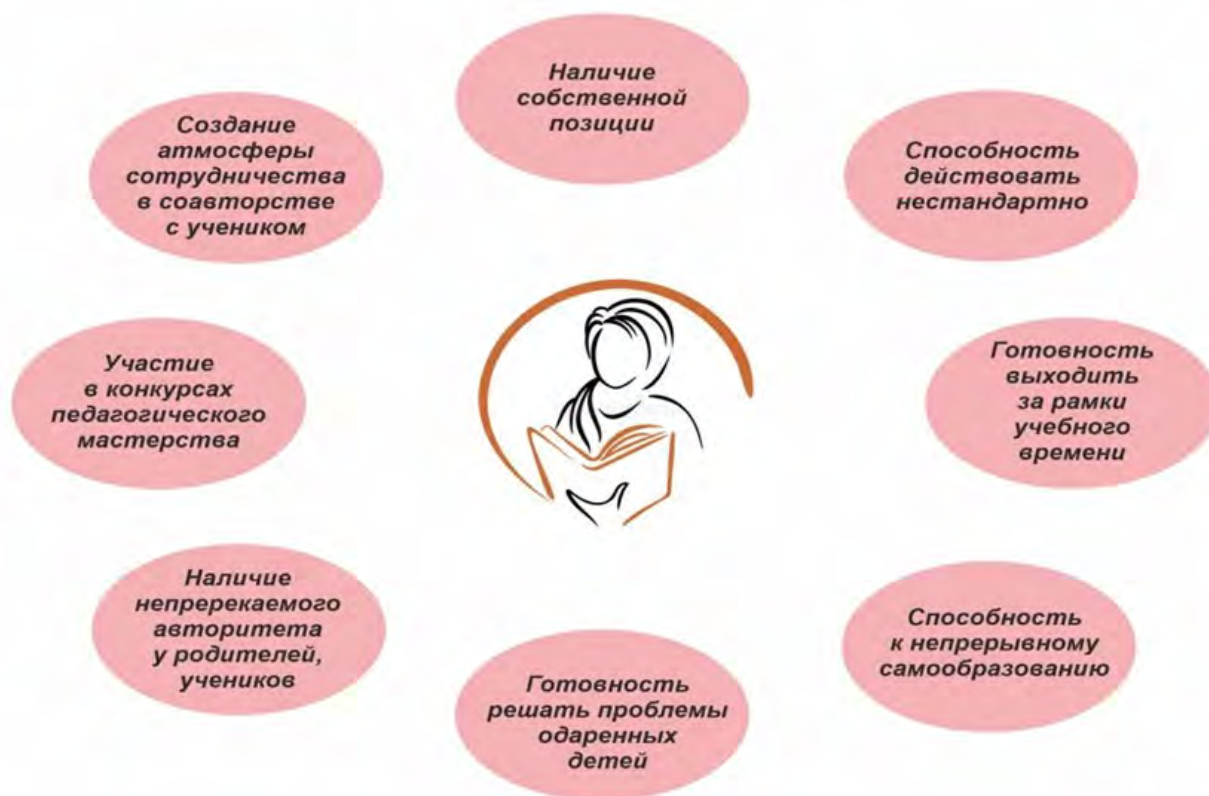 Наличие
собственной
позиции
Создание
атмосферы
сотрудничества
в соавторстве
с учеником
Способность
действовать
нестандартно
Участие
в конкурсах
педагогического
мастерства
Готовность
выходить
за рамки
учебного
времени
Наличие
непререкаемого
авторитета
у родителей,
учеников
Способность
к непрерывному
самообразованию
Готовность
решать проблемы
одаренных
детей